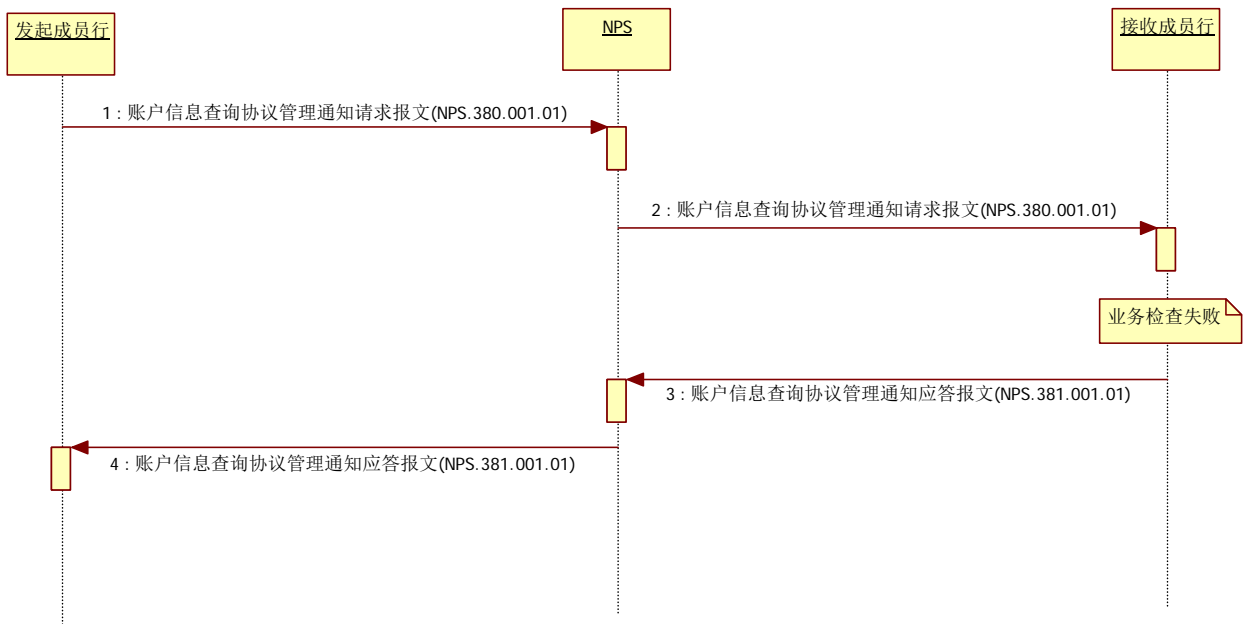 发起成员行
NPS
接收成员行
1 : 账户信息查询协议管理通知请求报文(NPS.380.001.01)
2 : 账户信息查询协议管理通知请求报文(NPS.380.001.01)
业务检查失败
3 : 账户信息查询协议管理通知应答报文(NPS.381.001.01)
4 : 账户信息查询协议管理通知应答报文(NPS.381.001.01)